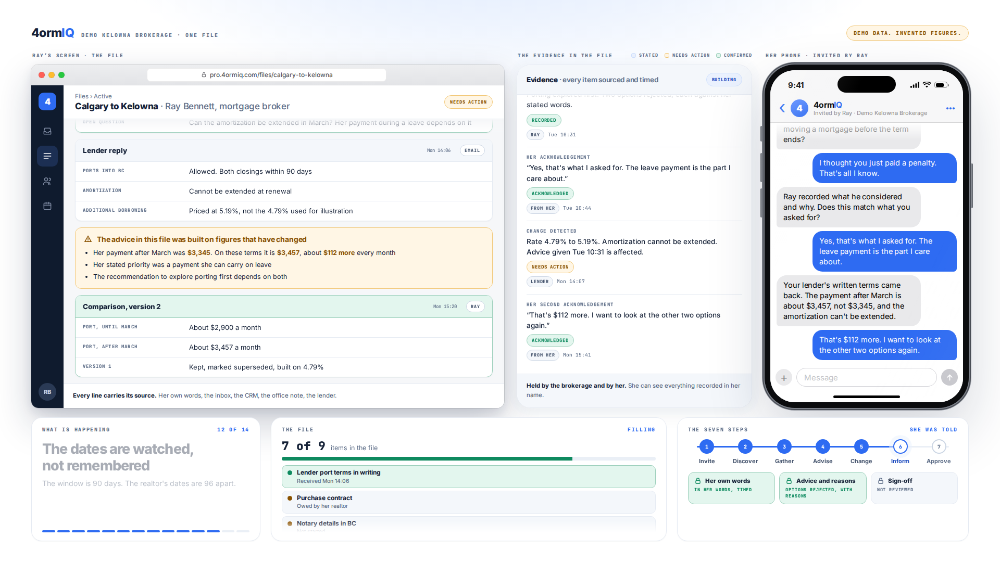 4ormIQ DEMO KELOWNA BROKERAGE · ONE FILE
DEMO DATA. INVENTED FIGURES.
RAY'S SCREEN · THE FILE
pro.4ormiq.com/files/calgary-to-kelowna
4
Files › Active
Calgary to Kelowna · Ray Bennett, mortgage broker
NEEDS ACTION
OPEN QUESTION Can the amortization be extended in March? Her payment during a leave depends on it
Lender reply Mon 14:06 EMAIL
PORTS INTO BC Allowed. Both closings within 90 days
AMORTIZATION Cannot be extended at renewal
ADDITIONAL BORROWING Priced at 5.19%, not the 4.79% used for illustration
The advice in this file was built on figures that have changed
• Her payment after March was $3,345. On these terms it is $3,457, about $112 more every month
• Her stated priority was a payment she can carry on leave
• The recommendation to explore porting first depends on both
Comparison, version 2 Mon 15:20 RAY
PORT, UNTIL MARCH About $2,900 a month
PORT, AFTER MARCH About $3,457 a month
VERSION 1 Kept, marked superseded, built on 4.79%
RB
Every line carries its source. Her own words, the inbox, the CRM, the office note, the lender.
THE EVIDENCE IN THE FILE STATED NEEDS ACTION CONFIRMED
Evidence · every item sourced and timed BUILDING
Porting explored first. Two options rejected, each against her
stated words.
RECORDED
RAY Tue 10:31
HER ACKNOWLEDGEMENT
“Yes, that's what I asked for. The leave payment is the part I
care about.”
ACKNOWLEDGED
FROM HER Tue 10:44
CHANGE DETECTED
Rate 4.79% to 5.19%. Amortization cannot be extended.
Advice given Tue 10:31 is affected.
NEEDS ACTION
LENDER Mon 14:07
HER SECOND ACKNOWLEDGEMENT
“That's $112 more. I want to look at the other two options
again.”
ACKNOWLEDGED
FROM HER Mon 15:41
Held by the brokerage and by her. She can see everything recorded in her
name.
HER PHONE · INVITED BY RAY
9:41
4 4ormIQ
Invited by Ray · Demo Kelowna Brokerage
moving a mortgage before the term
ends?
I thought you just paid a penalty.
That's all I know.
Ray recorded what he considered
and why. Does this match what you
asked for?
Yes, that's what I asked for. The
leave payment is the part I care
about.
Your lender's written terms came
back. The payment after March is
about $3,457, not $3,345, and the
amortization can't be extended.
That's $112 more. I want to look at
the other two options again.
+ Message
WHAT IS HAPPENING 12 OF 14
The dates are watched,
not remembered
The window is 90 days. The realtor's dates are 96 apart.
THE FILE FILLING
7 of 9 items in the file
Lender port terms in writing
Received Mon 14:06
Purchase contract
Owed by her realtor
Notary details in BC
Not started
THE SEVEN STEPS SHE WAS TOLD
1 2 3 4 5 6 7
Invite Discover Gather Advise Change Inform Approve
Her own words
IN HER WORDS, TIMED
Advice and reasons
OPTIONS REJECTED, WITH
REASONS
Sign-off
NOT REVIEWED